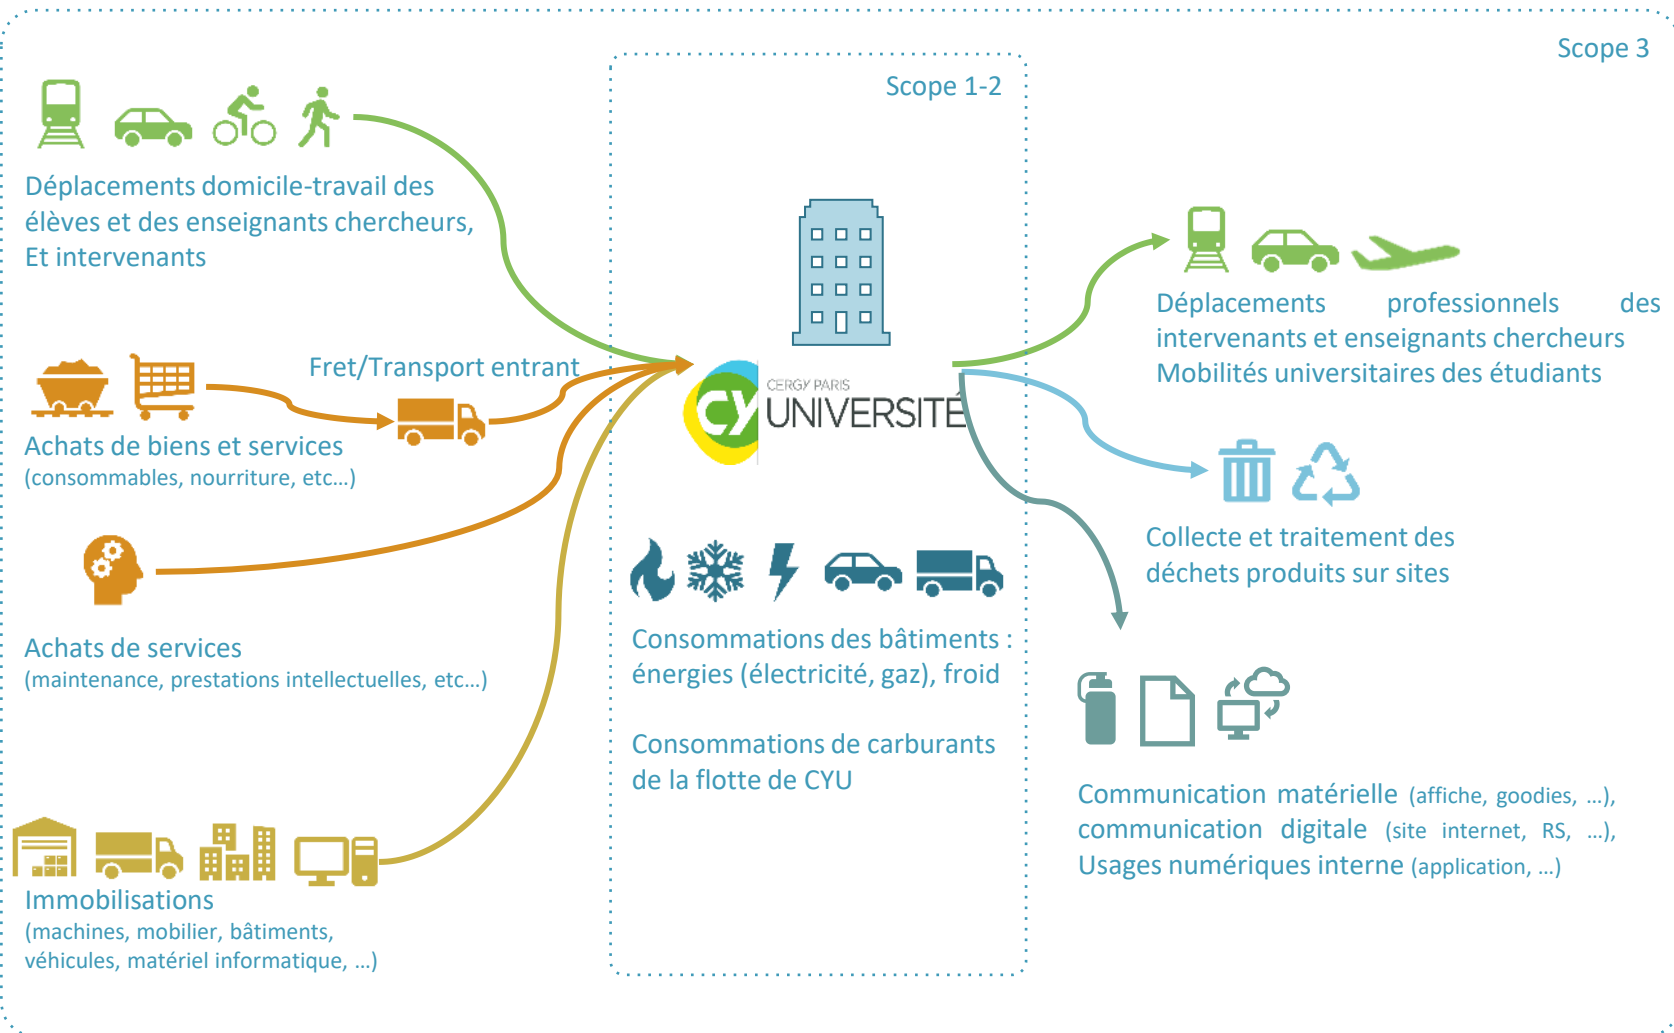 Scope 3
Scope 1-2
Déplacements domicile-travail des
élèves et des enseignants chercheurs,
Et intervenants
Fret/Transport entrant
Achats de biens et services
(consommables, nourriture, etc...)
Achats de services
(maintenance, prestations intellectuelles, etc...)
Immobilisations
(machines, mobilier, bâtiments,
véhicules, matériel informatique, ...)
CY
CERGY PARIS
UNIVERSITÉ
Consommations des bâtiments :
énergies (électricité, gaz), froid
Consommations de carburants
de la flotte de CYU
Déplacements professionnels des
intervenants et enseignants chercheurs
Mobilités universitaires des étudiants
Collecte et traitement des
déchets produits sur sites
Communication matérielle (affiche, goodies, ...),
communication digitale (site internet, RS, ...),
Usages numériques interne (application, ...)